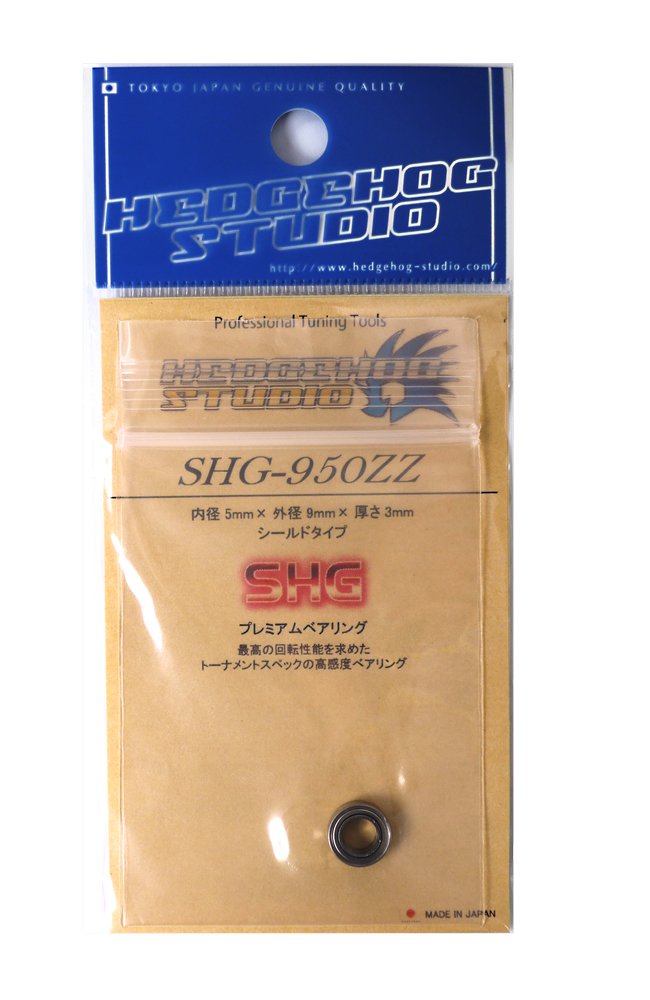 TOKYO JAPAN GENUINE QUALITY
HEDGEHOG
STUDIO
http://www.hedgehog-studio.com/
Professional Tuning Tools
HEDGEHOG
STUDIO
SHG-950ZZ
内径 5mm× 外径 9mm× 厚さ 3mm
シールドタイプ
SHG
プレミアムベアリング
最高の回転性能を求めた
トーナメントスペックの高感度ベアリング
MADE IN JAPAN